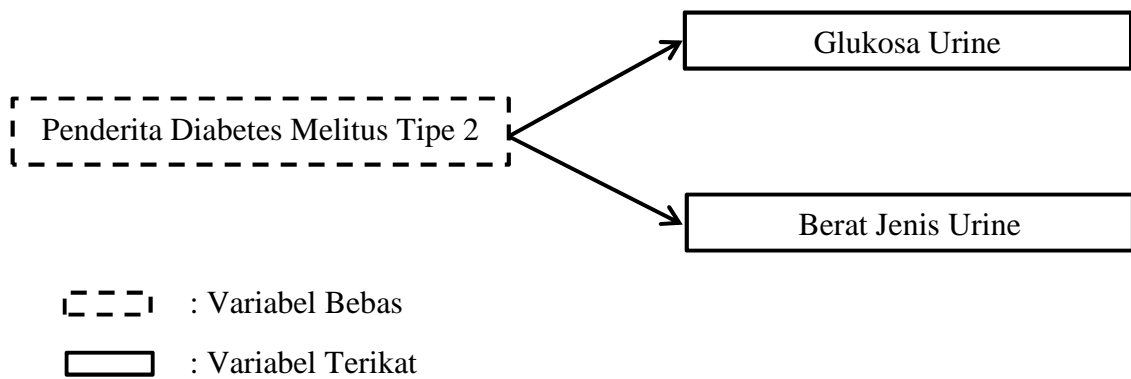 Glukosa Urine
Penderita Diabetes Melitus Tipe 2
Berat Jenis Urine
: Variabel Bebas
: Variabel Terikat